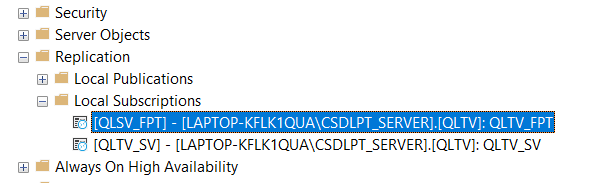 Security
Server Objects
Replication
Local Publications
Local Subscriptions
[QLSV_FPT] - [LAPTOP-KFLK1QUA\CSDLPT_SERVER].[QLTV]: QLTV_FPT
[QLTV_SV] - [LAPTOP-KFLK1QUA\CSDLPT_SERVER].[QLTV]: QLTV_SV
Always On High Availability